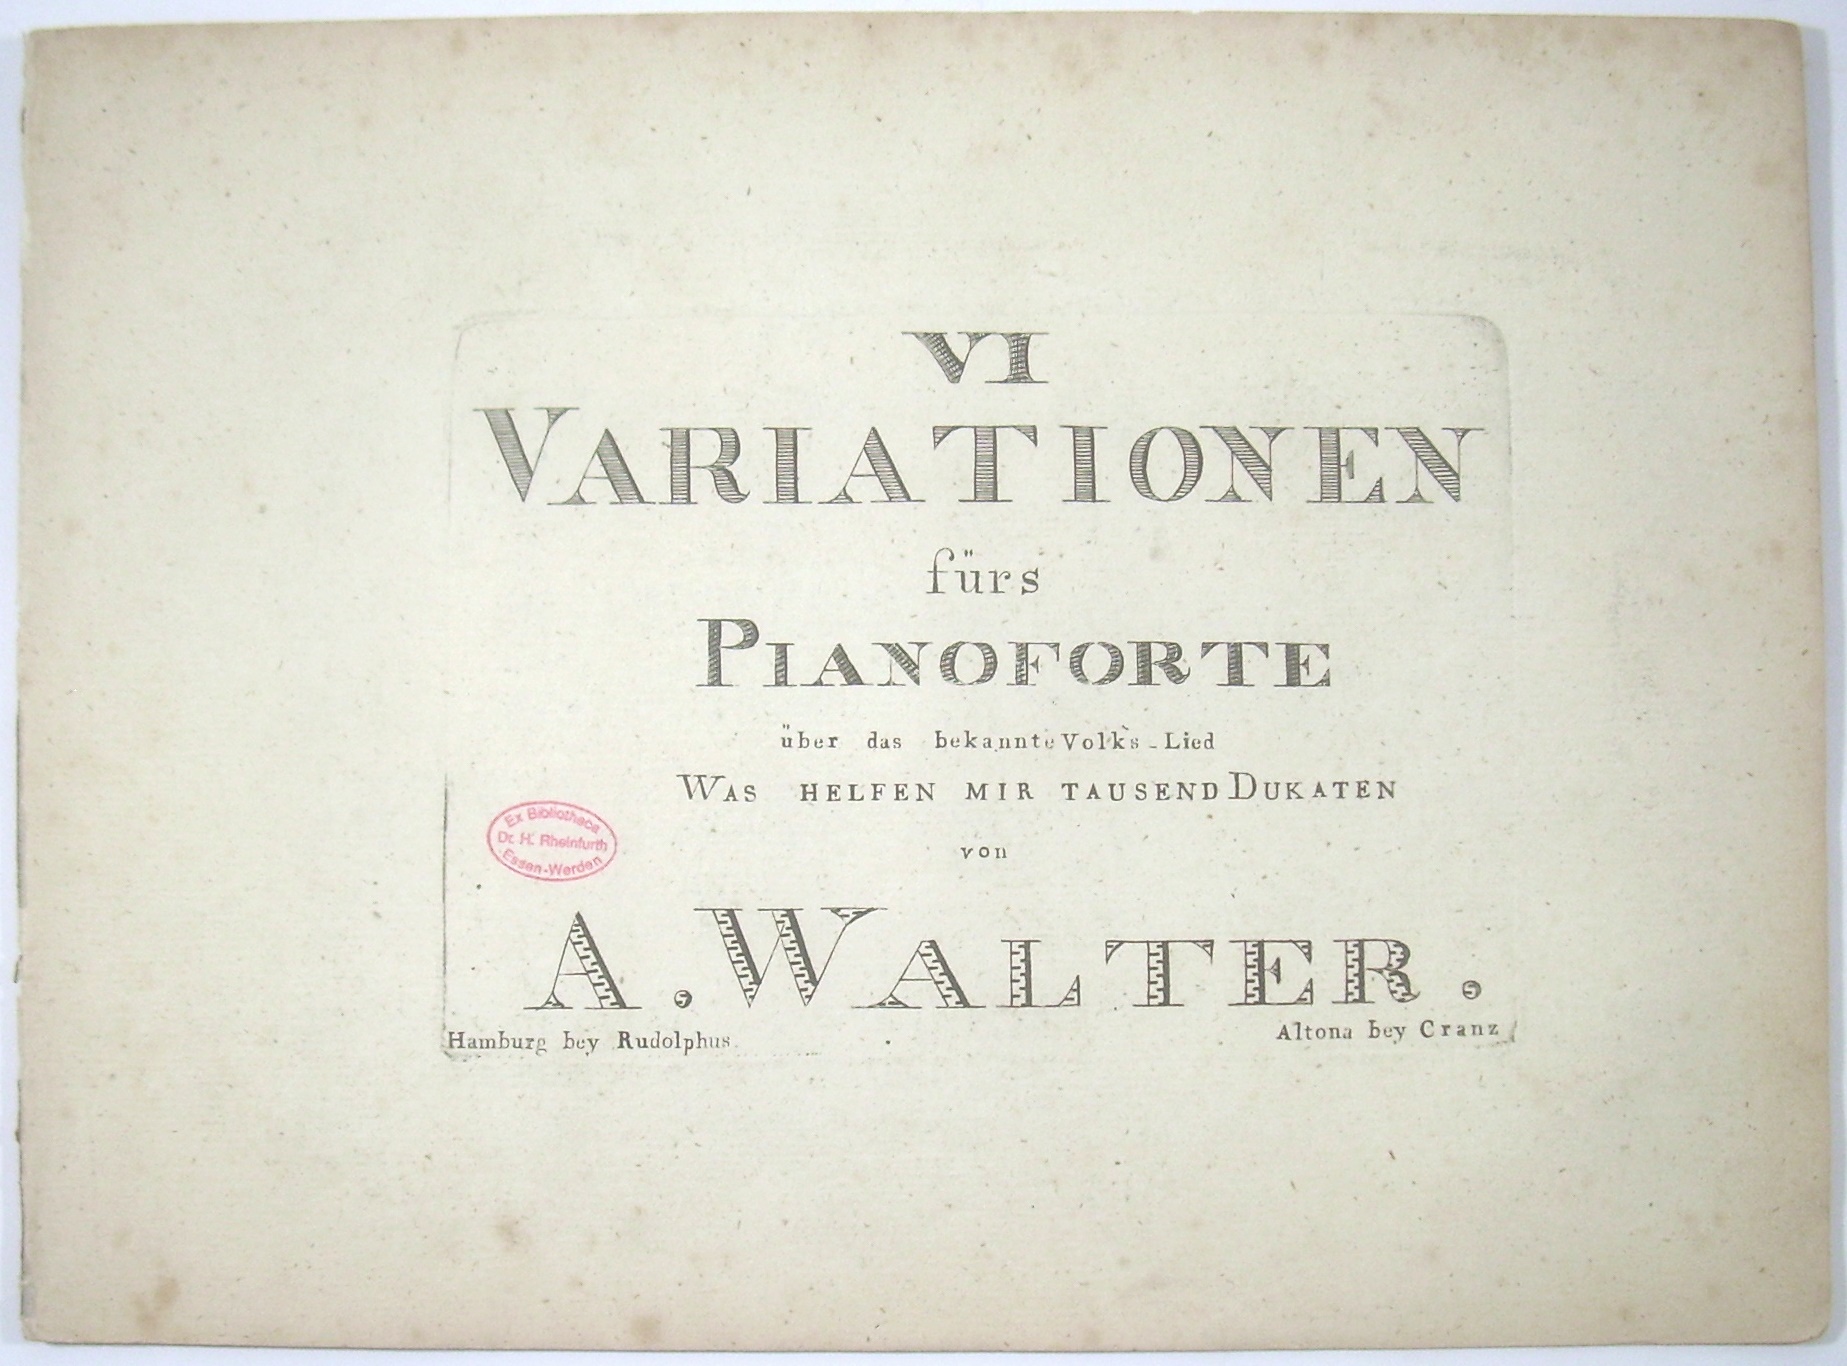 VI
VARIATIONEN
fürs
PIANOFORTE
über das bekannte Volks-Lied
WAS HELFEN MIR TAUSEND DUKATEN
von
Ex Bibliotheca
Dr. H. Rheinfurth
Essen-Werden
A. WALTER.
Hamburg bey Rudolphus.
Altona bey Cranz